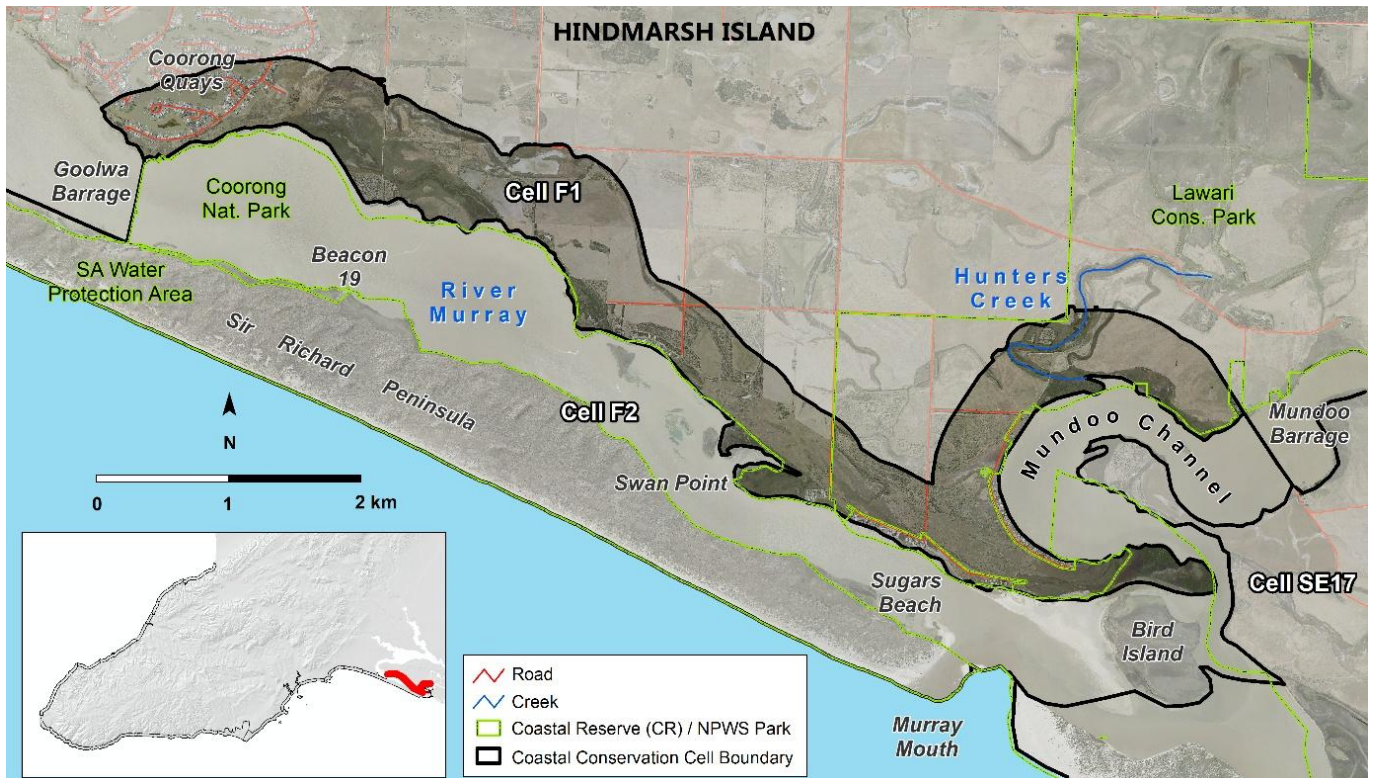 HINDMARSH ISLAND
Coorong
Quays
Goolwa
Barrage
Coorong
Nat. Park
Cell F1
Lawari
Cons. Park
Beacon
19
SA Water
Protection Area
River
Murray
Hunters
Creek
Sir Richard Peninsula
Cell F2
Mundoo Channel
Mundoo
Barrage
N
Swan Point
0 1 2 km
Sugars
Beach
Cell SE17
Bird
Island
Murray
Mouth
Road
Creek
Coastal Reserve (CR) / NPWS Park
Coastal Conservation Cell Boundary